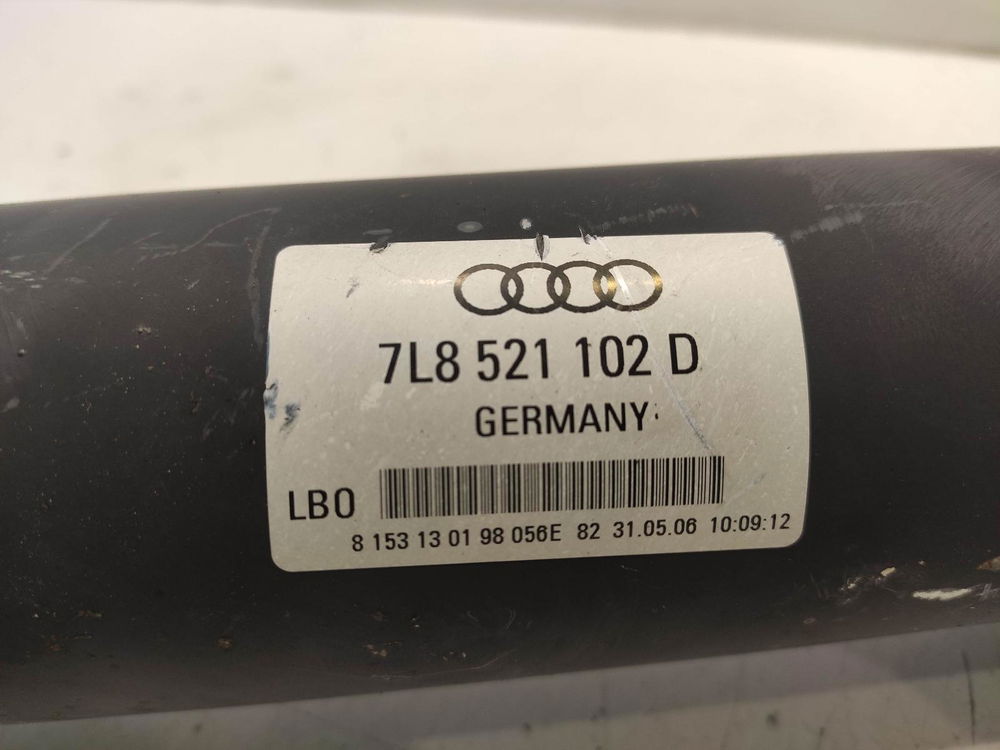 7L8 521 102 D
GERMANY
LBO
8 153 13 01 98 056E 82 31.05.06 10:09:12